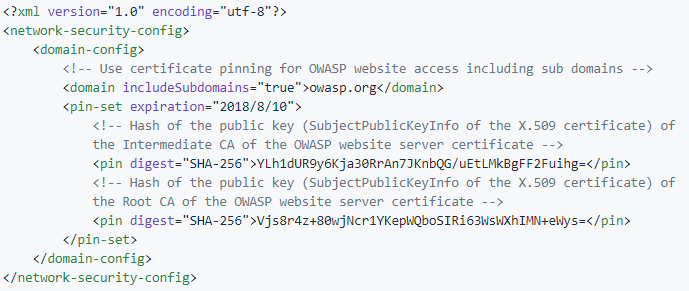 <?xml version="1.0" encoding="utf-8"?>
<network-security-config>
<domain-config>
<!-- Use certificate pinning for OWASP website access including sub domains -->
<domain includeSubdomains="true">owasp.org</domain>
<pin-set expiration="2018/8/10">
<!-- Hash of the public key (SubjectPublicKeyInfo of the X.509 certificate) of
the Intermediate CA of the OWASP website server certificate -->
<pin digest="SHA-256">YLh1dUR9y6Kja30RrAn7JKnbQG/uEtLMkBgFF2Fuihg=</pin>
<!-- Hash of the public key (SubjectPublicKeyInfo of the X.509 certificate) of
the Root CA of the OWASP website server certificate -->
<pin digest="SHA-256">Vjs8r4z+80wjNcr1YKepWQboSIRi63WsWXhIMN+eWys=</pin>
</pin-set>
</domain-config>
</network-security-config>